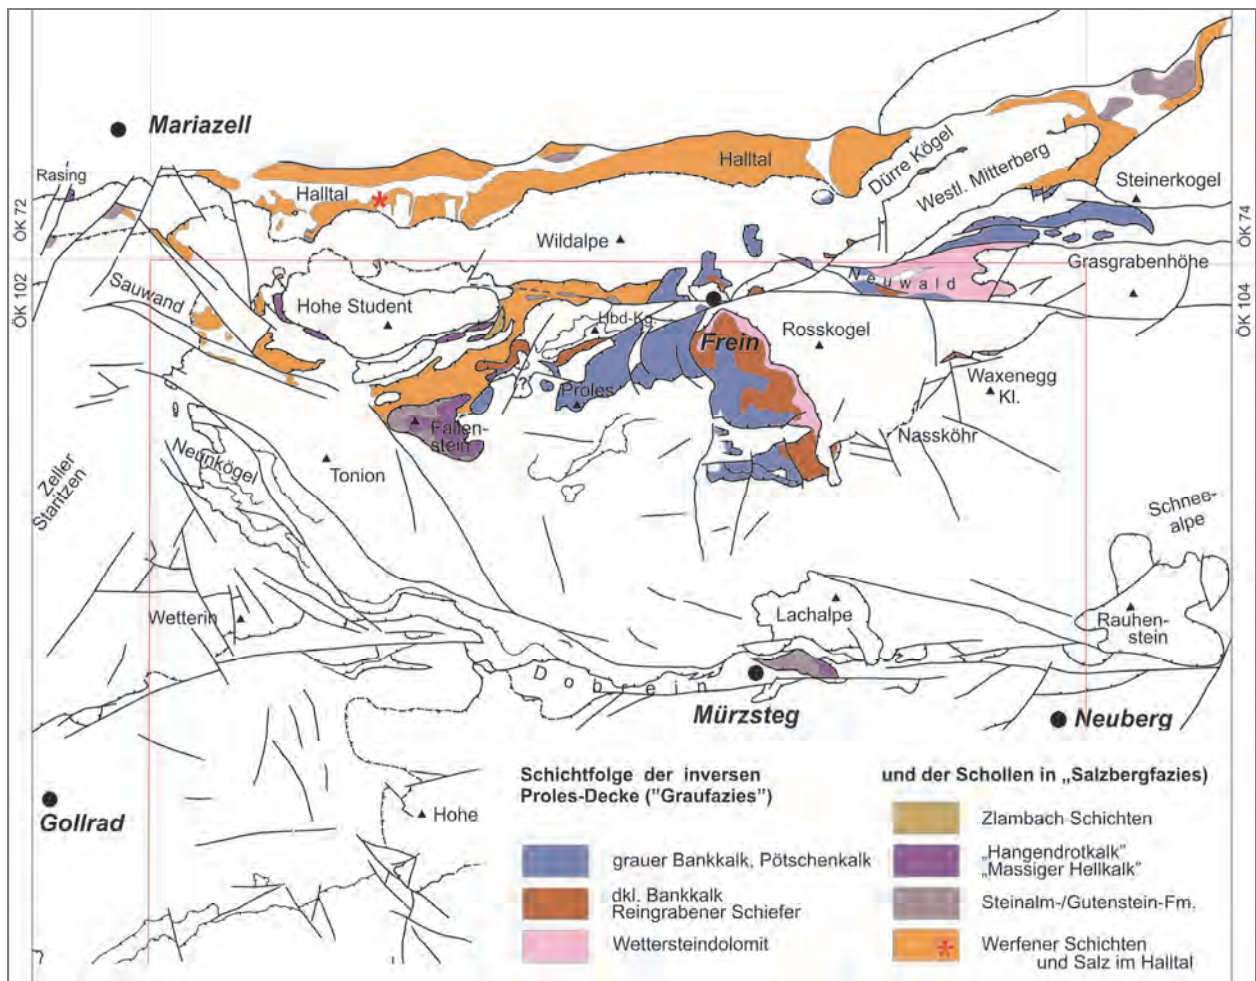 Mariazell
Rasing
Halltal
Halltal
Dürre Kögel
Westl. Mitterberg
Steinerkogel
ÖK 72
ÖK 74
Wildalpe
Grasgrabenhöhe
Neuwald
ÖK 102
ÖK 104
Sauwand
Hohe Student
Hbd-Kg.
Frein
Rosskogel
Waxenegg
Kl.
Proles
?
Fallen-
stein
Nassköhr
Neunkögel
Tonion
Zeller
Staritzen
Schnee-
alpe
Wetterin
Lachalpe
Rauhen-
stein
Dobrein
Mürzsteg
Neuberg
Gollrad
Hohe
?
Schichtfolge der inversen
Proles-Decke ("Graufazies")
grauer Bankkalk, Pötschenkalk
dkl. Bankkalk
Reingrabener Schiefer
Wettersteindolomit
und der Schollen in „Salzbergfazies)
Zlambach Schichten
„Hangendrotkalk”
„Massiger Hellkalk”
Steinalm-/Gutenstein-Fm.
Werfener Schichten
und Salz im Halltal